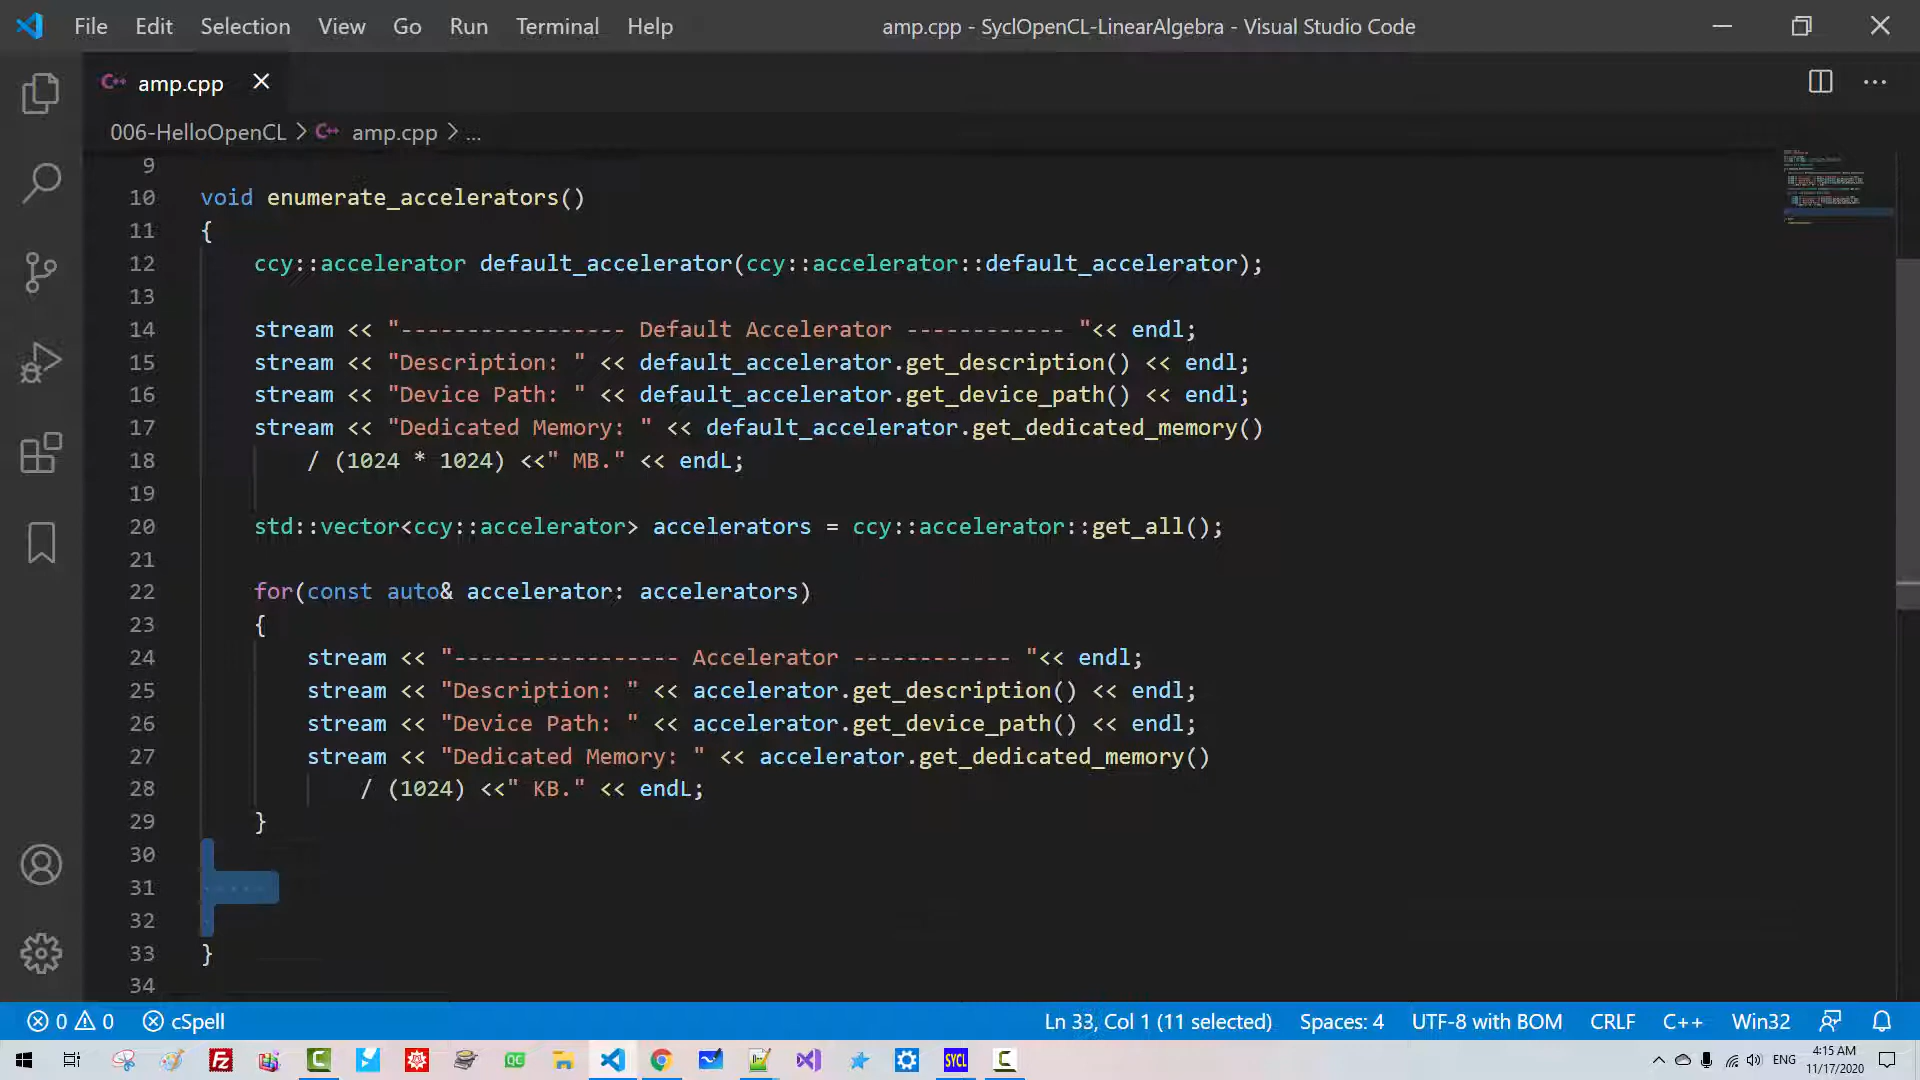 File Edit Selection View Go Run Terminal Help amp.cpp - SyclOpenCL-LinearAlgebra - Visual Studio Code
C++ amp.cpp
006-HelloOpenCL > C++ amp.cpp > ...
9
10 void enumerate_accelerators()
11 {
12 ccy::accelerator default_accelerator(ccy::accelerator::default_accelerator);
13
14 stream << "----------------- Default Accelerator ------------ "<< endl;
15 stream << "Description: " << default_accelerator.get_description() << endl;
16 stream << "Device Path: " << default_accelerator.get_device_path() << endl;
17 stream << "Dedicated Memory: " << default_accelerator.get_dedicated_memory()
18 / (1024 * 1024) <<" MB." << endL;
19
20 std::vector<ccy::accelerator> accelerators = ccy::accelerator::get_all();
21
22 for(const auto& accelerator: accelerators)
23 {
24 stream << "----------------- Accelerator ------------ "<< endl;
25 stream << "Description: " << accelerator.get_description() << endl;
26 stream << "Device Path: " << accelerator.get_device_path() << endl;
27 stream << "Dedicated Memory: " << accelerator.get_dedicated_memory()
28 / (1024) <<" KB." << endL;
29 }
30
31
32
33 }
34
0 0 cSpell Ln 33, Col 1 (11 selected) Spaces: 4 UTF-8 with BOM CRLF C++ Win32
Fz QC SYCL ENG 4:15 AM
11/17/2020